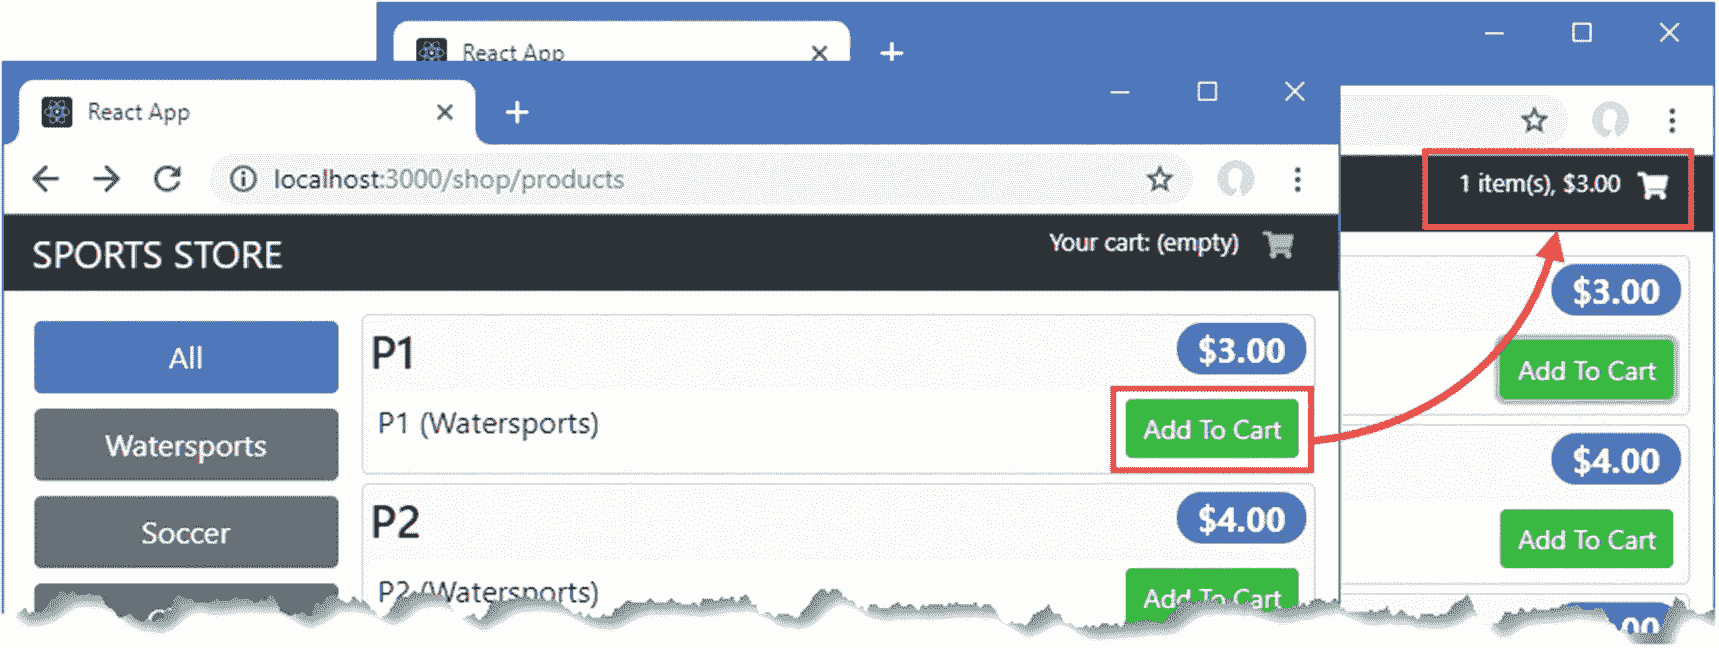 React App
React App
localhost:3000/shop/products
1 item(s), $3.00
SPORTS STORE
Your cart: (empty)
All
Watersports
Soccer
P1
$3.00
P1 (Watersports)
Add To Cart
P2
$4.00
P2 (Watersports)
Add To Cart
$3.00
Add To Cart
$4.00
Add To Cart